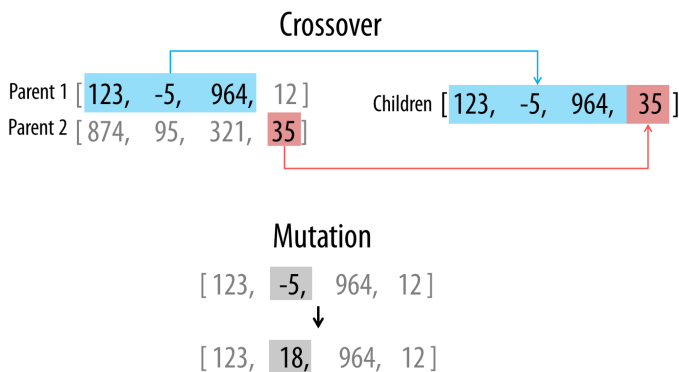 Crossover
Parent 1 [ 123, -5, 964, 12 ]
Parent 2 [ 874, 95, 321, 35 ]
Children [ 123, -5, 964, 35 ]
Mutation
[ 123, -5, 964, 12 ]
[ 123, 18, 964, 12 ]